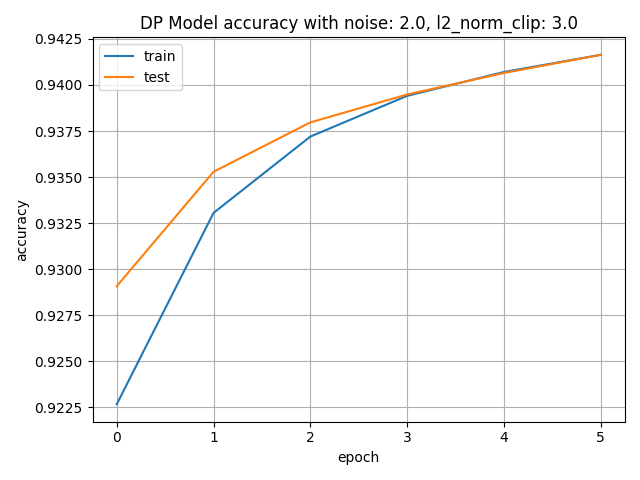 DP Model accuracy with noise: 2.0, l2_norm_clip: 3.0
train
test
accuracy
0.9425
0.9400
0.9375
0.9350
0.9325
0.9300
0.9275
0.9250
0.9225
0 1 2 3 4 5
epoch